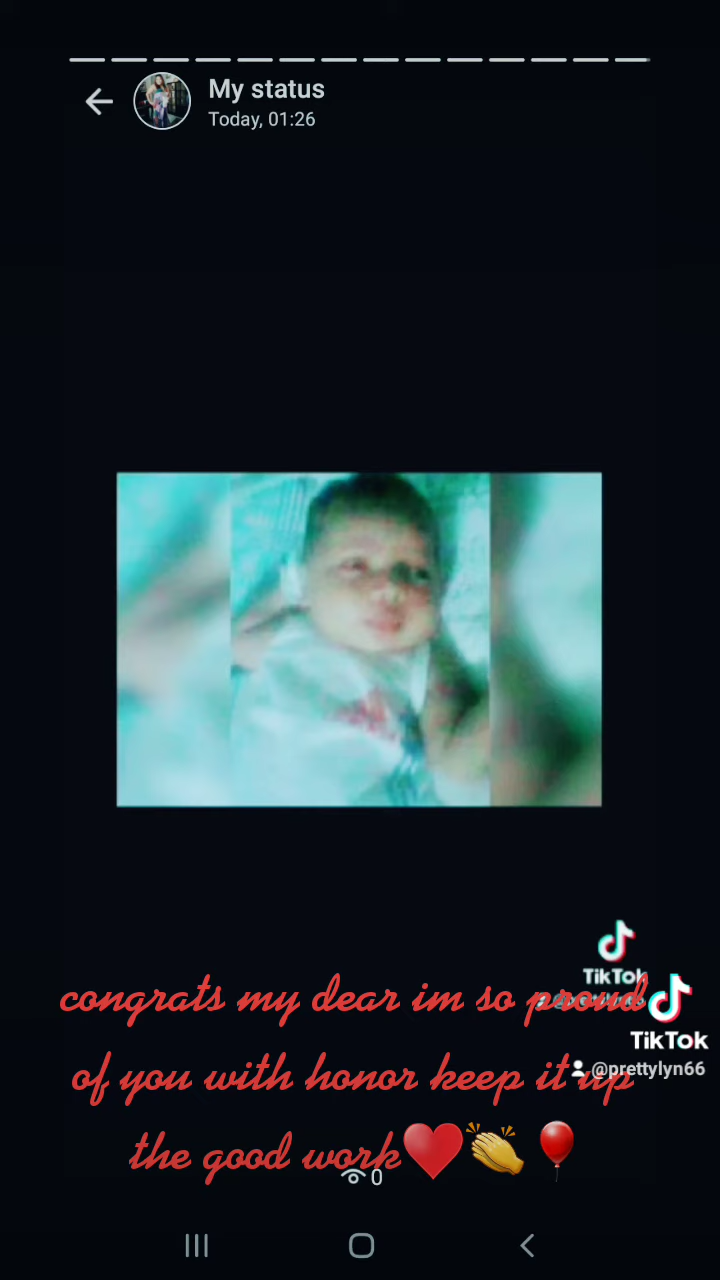 My status
Today, 01:26
TikTok
congrats my dear im so proud
TikTok
of you with honor keep it up
@prettylyn66
the good work❤️👏🎈
0